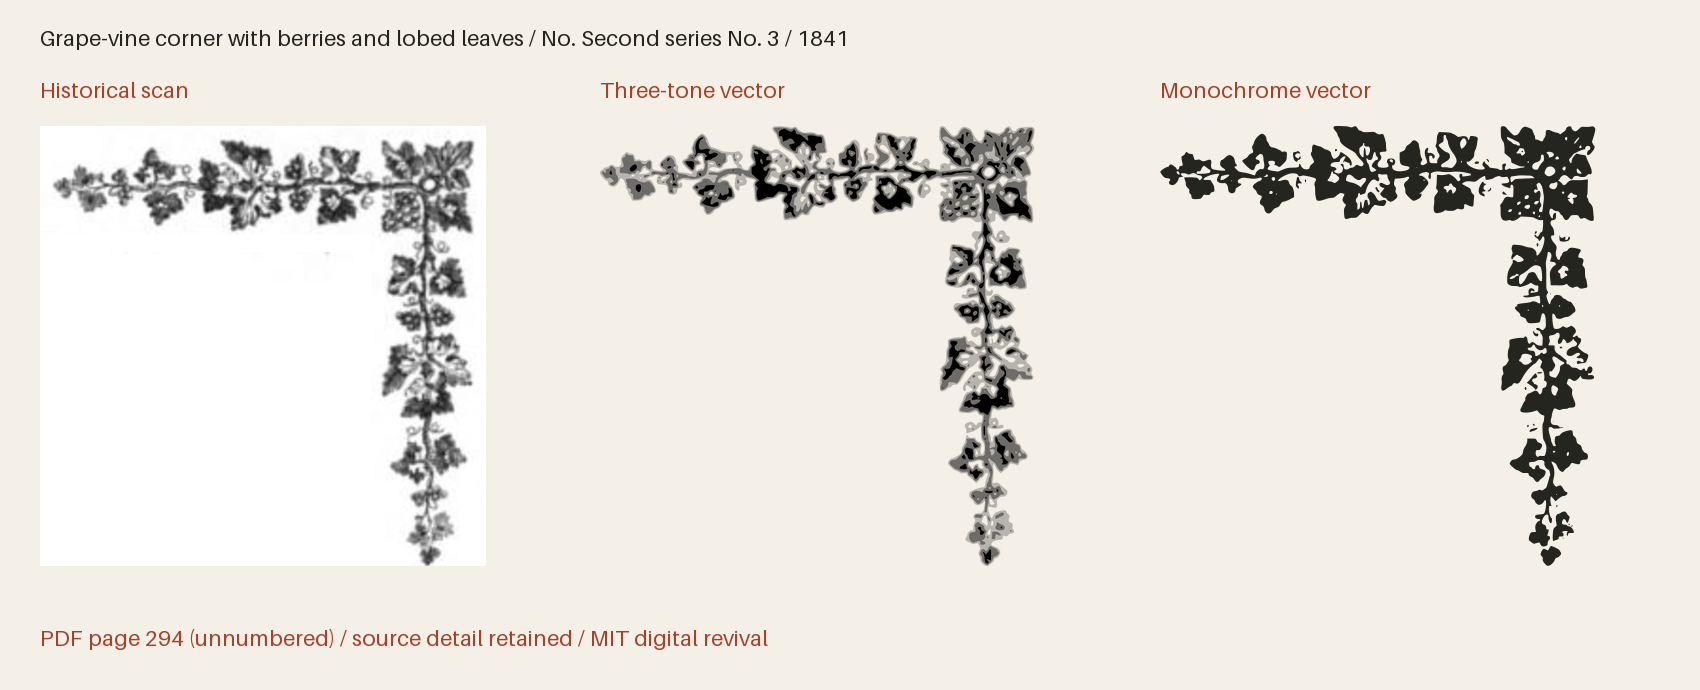 Grape-vine corner with berries and lobed leaves / No. Second series No. 3 / 1841
Historical scan
Three-tone vector
Monochrome vector
PDF page 294 (unnumbered) / source detail retained / MIT digital revival